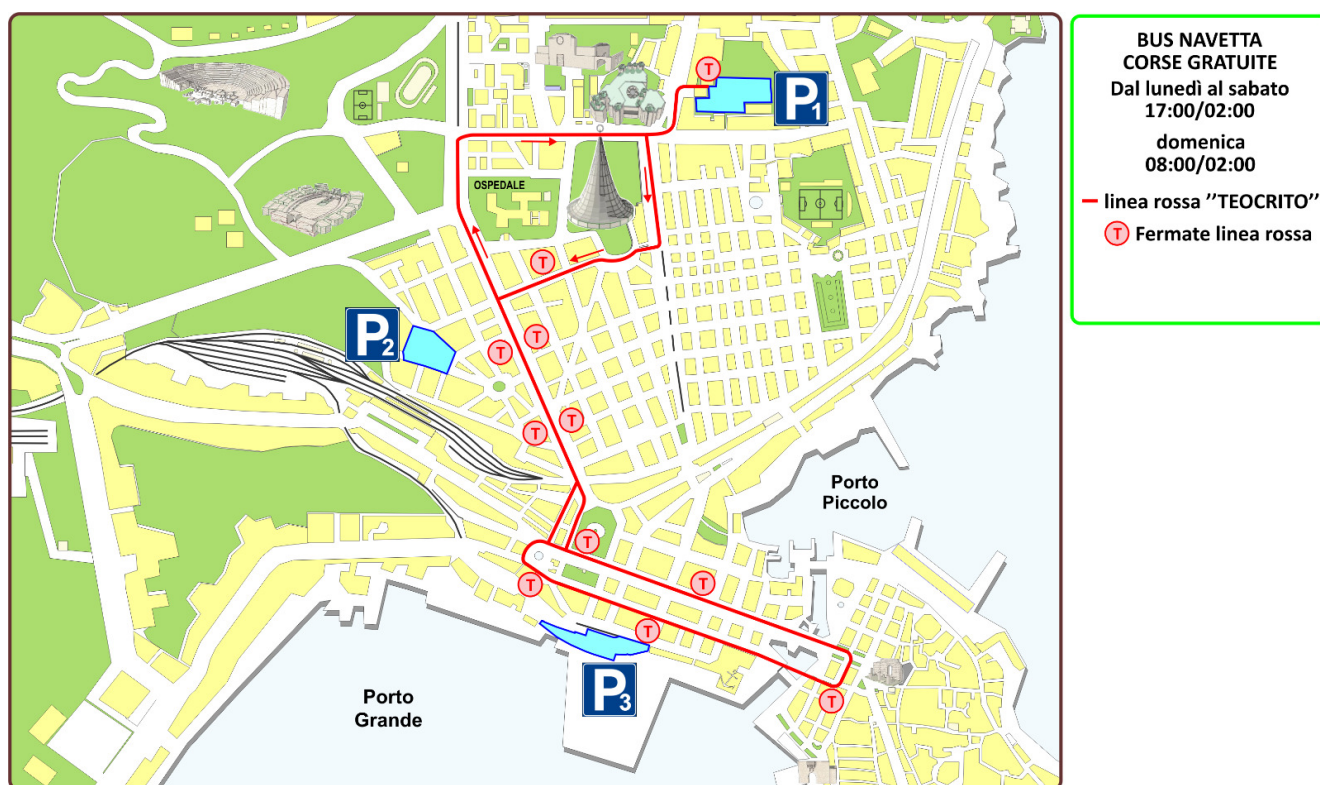 BUS NAVETTA
CORSE GRATUITE
Dal lunedì al sabato
17:00/02:00
domenica
08:00/02:00
linea rossa ’’TEOCRITO’’
T Fermate linea rossa
T
P1
OSPEDALE
T
P2
T
T
T
T
Porto
Piccolo
T
T
T
T
P3
Porto
Grande
T